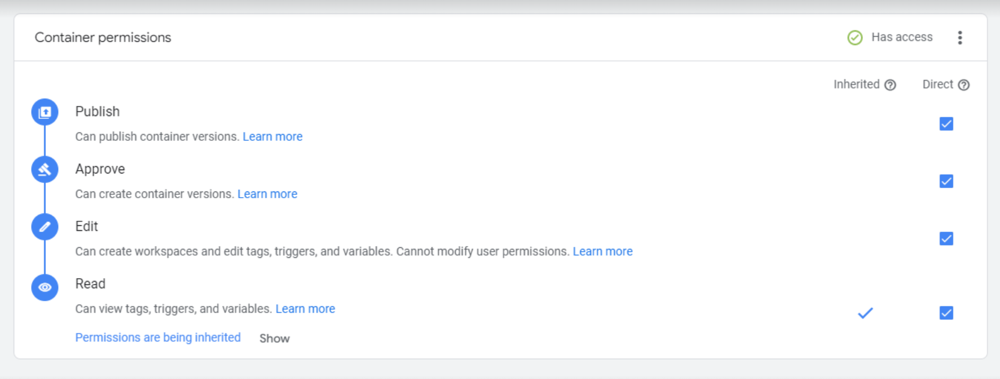 Container permissions
Has access
Inherited
Direct
Publish
Can publish container versions. Learn more
Approve
Can create container versions. Learn more
Edit
Can create workspaces and edit tags, triggers, and variables. Cannot modify user permissions. Learn more
Read
Can view tags, triggers, and variables. Learn more
Permissions are being inherited Show